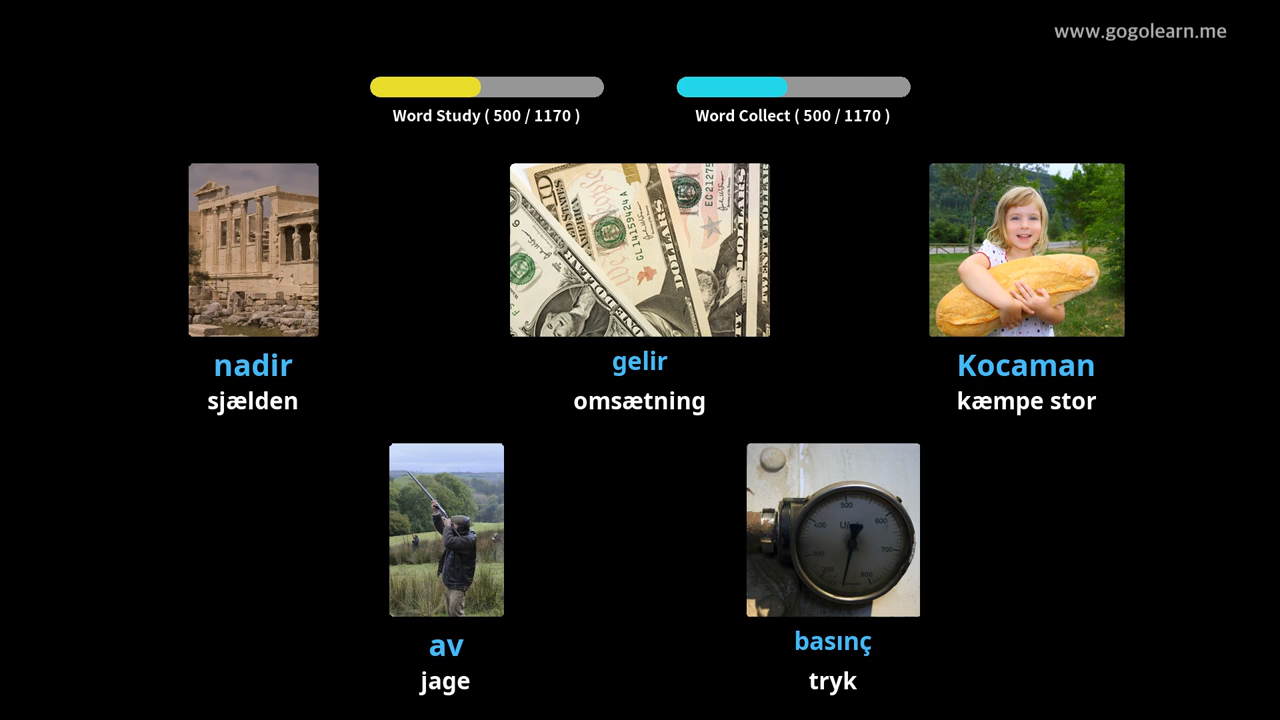 www.gogolearn.me
Word Study ( 500 / 1170 )
Word Collect ( 500 / 1170 )
nadir
sjælden
gelir
omsætning
Kocaman
kæmpe stor
av
jage
basınç
tryk